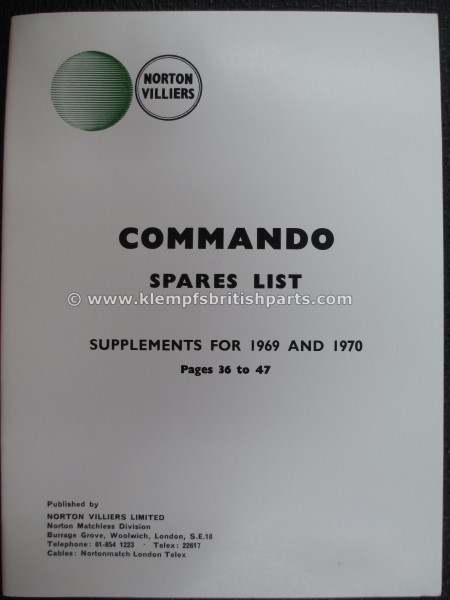 NORTON
VILLIERS
COMMANDO
SPARES LIST
© www.klempfsbritishparts.com
SUPPLEMENTS FOR 1969 AND 1970
Pages 36 to 47
Published by
NORTON VILLIERS LIMITED
Norton Matchless Division
Burrage Grove, Woolwich, London, S.E.18
Telephone: 01-854 1223 - Telex: 22617
Cables: Nortonmatch London Telex